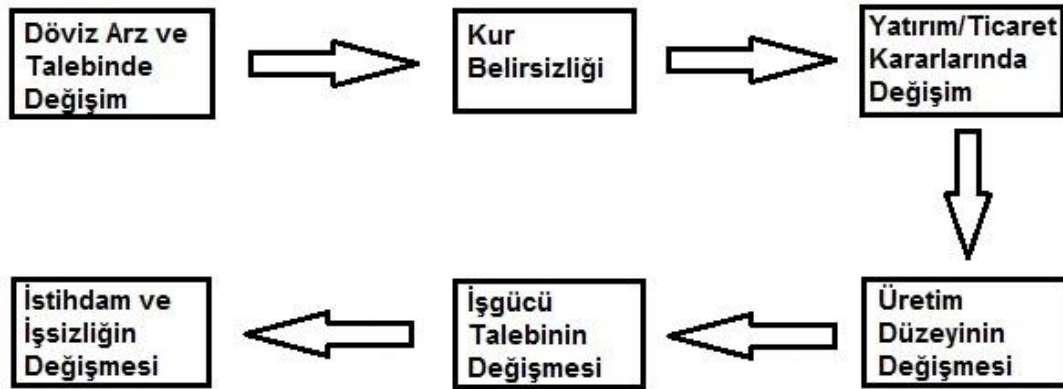 Döviz Arz ve
Talebinde
Değişim
Kur
Belirsizliği
Yatırım/Ticaret
Kararlarında
Değişim
Üretim
Düzeyinin
Değişmesi
İşgücü
Talebinin
Değişmesi
İstihdam ve
İşsizliğin
Değişmesi